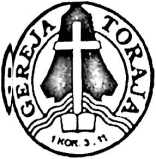 GEREJA TORAJA
1 KOR. 3.11